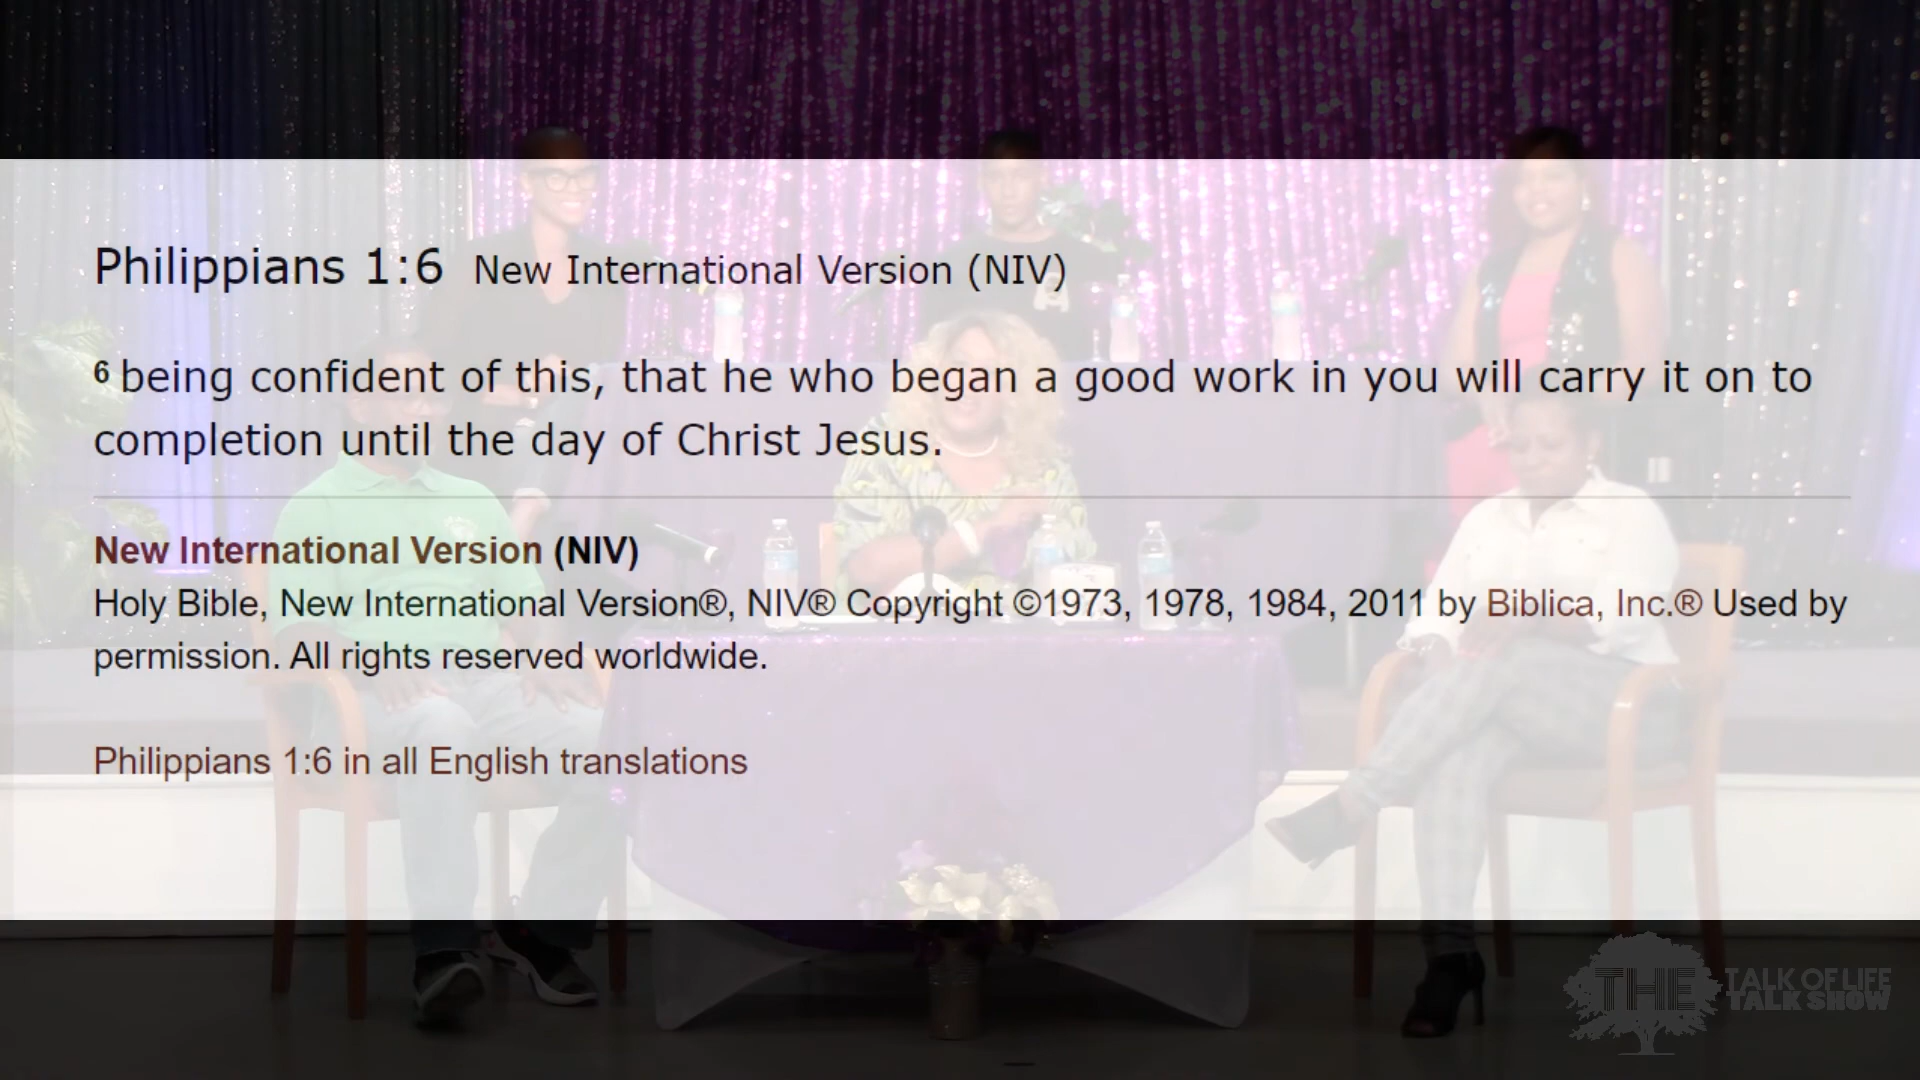 Philippians 1:6 New International Version (NIV)
6 being confident of this, that he who began a good work in you will carry it on to
completion until the day of Christ Jesus.
New International Version (NIV)
Holy Bible, New International Version®, NIV® Copyright ©1973, 1978, 1984, 2011 by Biblica, Inc.® Used by
permission. All rights reserved worldwide.
Philippians 1:6 in all English translations
THE
TALK OF LIFE
TALK SHOW